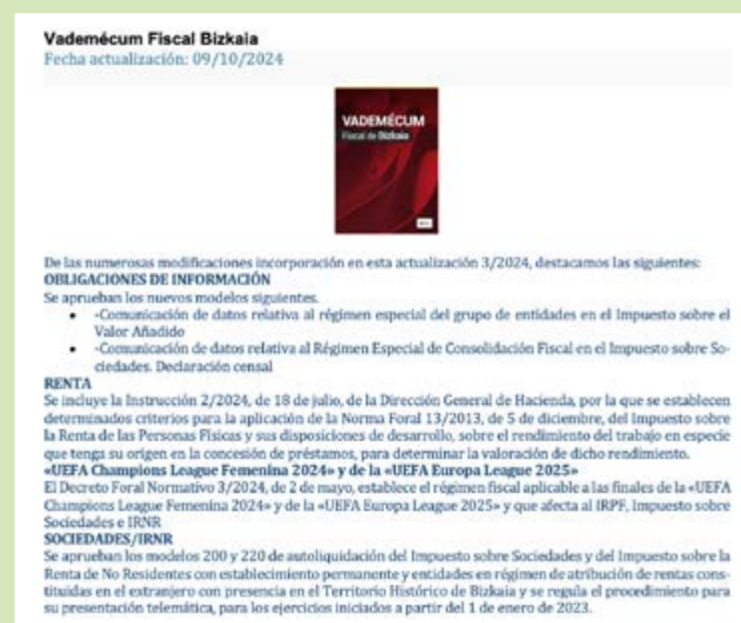 Vademécum Fiscal Bizkaia
Fecha actualización: 09/10/2024
VADEMÉCUM
Fiscal de Bizkaia
De las numerosas modificaciones incorporación en esta actualización 3/2024, destacamos las siguientes:
OBLIGACIONES DE INFORMACIÓN
Se aprueban los nuevos modelos siguientes.
• -Comunicación de datos relativa al régimen especial del grupo de entidades en el Impuesto sobre el
Valor Añadido
• -Comunicación de datos relativa al Régimen Especial de Consolidación Fiscal en el Impuesto sobre So-
ciedades. Declaración censal
RENTA
Se incluye la Instrucción 2/2024, de 18 de julio, de la Dirección General de Hacienda, por la que se establecen
determinados criterios para la aplicación de la Norma Foral 13/2013, de 5 de diciembre, del Impuesto sobre
la Renta de las Personas Físicas y sus disposiciones de desarrollo, sobre el rendimiento del trabajo en especie
que tenga su origen en la concesión de préstamos, para determinar la valoración de dicho rendimiento.
«UEFA Champions League Femenina 2024» y de la «UEFA Europa League 2025»
El Decreto Foral Normativo 3/2024, de 2 de mayo, establece el régimen fiscal aplicable a las finales de la «UEFA
Champions League Femenina 2024» y de la «UEFA Europa League 2025» y que afecta al IRPF, Impuesto sobre
Sociedades e IRNR
SOCIEDADES/IRNR
Se aprueban los modelos 200 y 220 de autoliquidación del Impuesto sobre Sociedades y del Impuesto sobre la
Renta de No Residentes con establecimiento permanente y entidades en régimen de atribución de rentas cons-
tituidas en el extranjero con presencia en el Territorio Histórico de Bizkaia y se regula el procedimiento para
su presentación telemática, para los ejercicios iniciados a partir del 1 de enero de 2023.